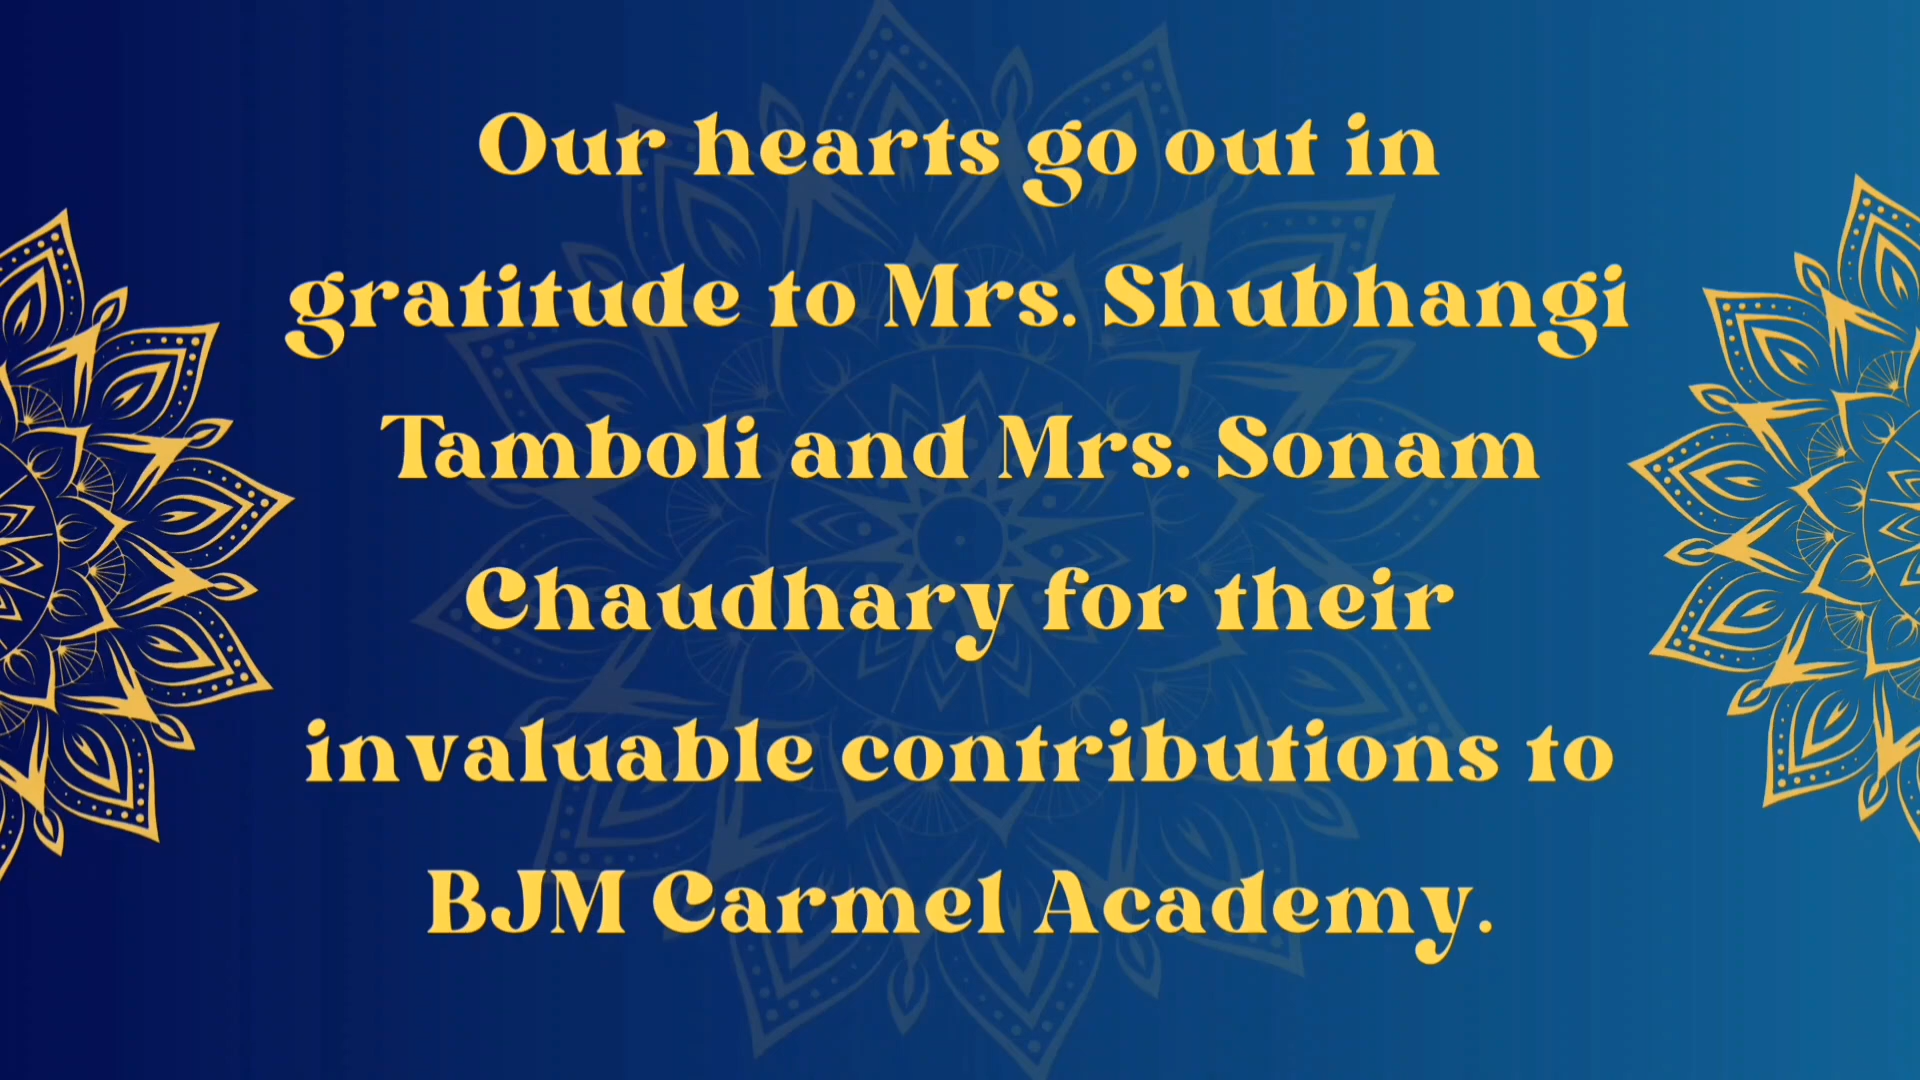 Our hearts go out in
gratitude to Mrs. Shubhangi
Tamboli and Mrs. Sonam
Chaudhary for their
invaluable contributions to
BJM Carmel Academy.